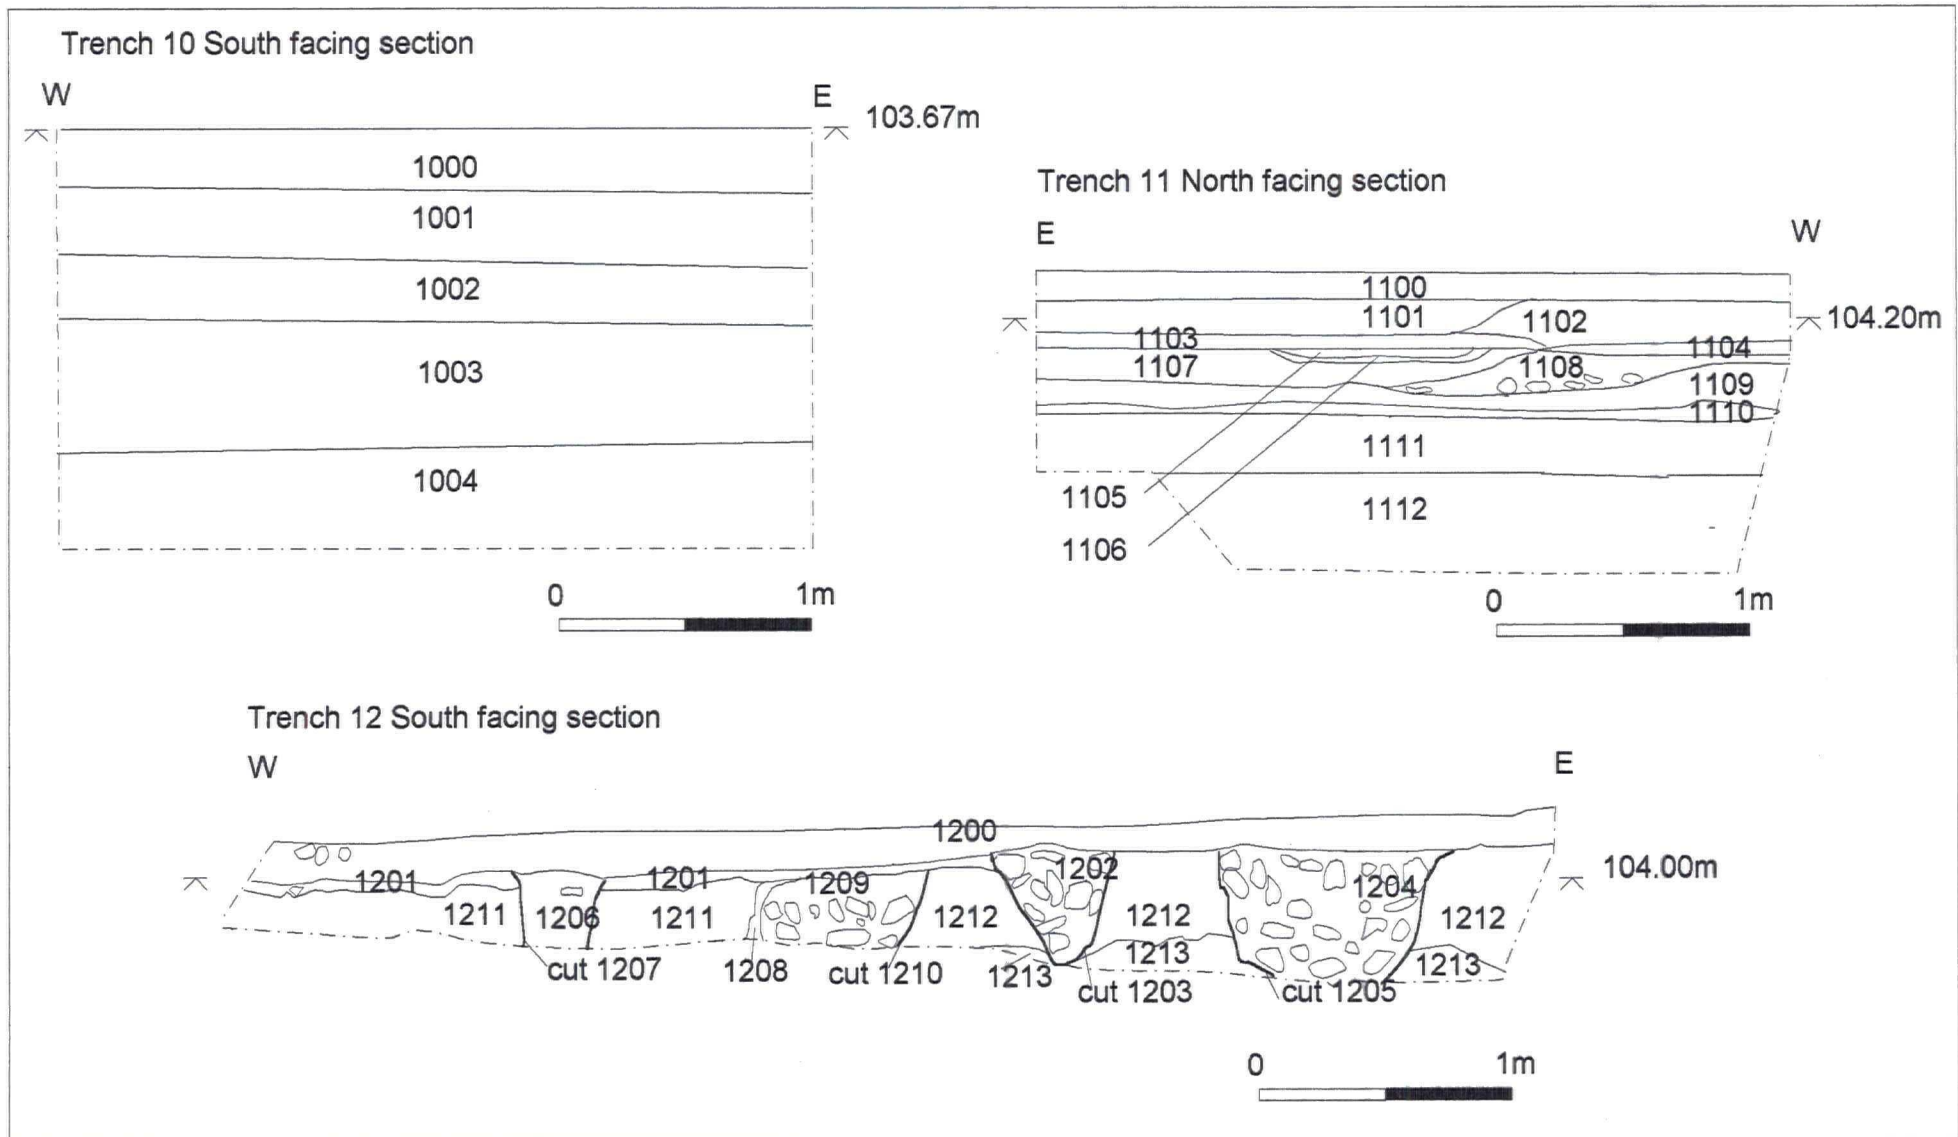 Trench 10 South facing section
W E
103.67m
1000
1001
1002
1003
1004
0 1m
Trench 11 North facing section
E W
1100
1101 1102 104.20m
1103 1104
1107 1108
1109
1110
1111
1105
1112
1106
0 1m
Trench 12 South facing section
W E
1200
104.00m
1201 1201 1209 1202 1204
1211 1206 1211 1212 1212 1212
1213 1213
cut 1207 1208 cut 1210 1213
cut 1203 cut 1205
0 1m